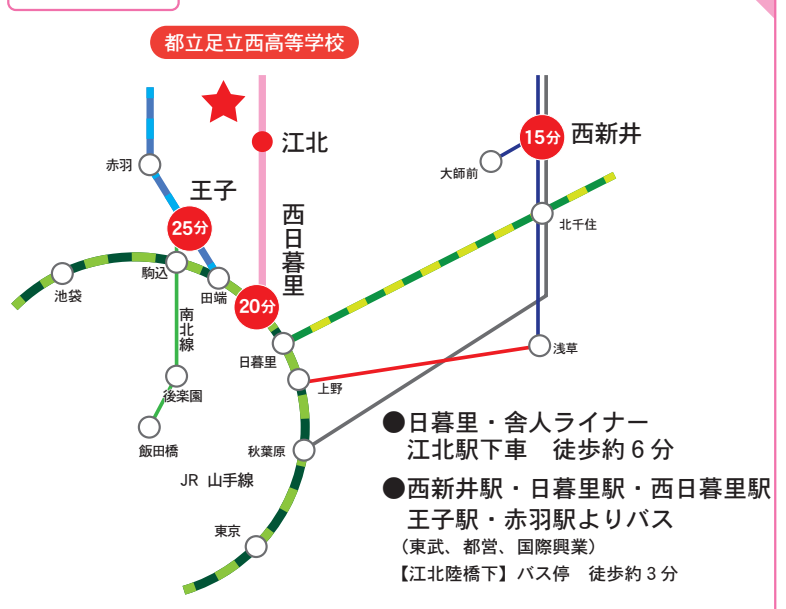 都立足立西高等学校
江北
西新井
15分
大師前
赤羽
王子
25分
西日暮里
北千住
駒込
池袋
田端
20分
南北線
日暮里
浅草
上野
後楽園
飯田橋
秋葉原
JR 山手線
東京
●日暮里・舎人ライナー
江北駅下車　徒歩約6分
●西新井駅・日暮里駅・西日暮里駅
王子駅・赤羽駅よりバス
（東武、都営、国際興業）
【江北陸橋下】バス停　徒歩約3分